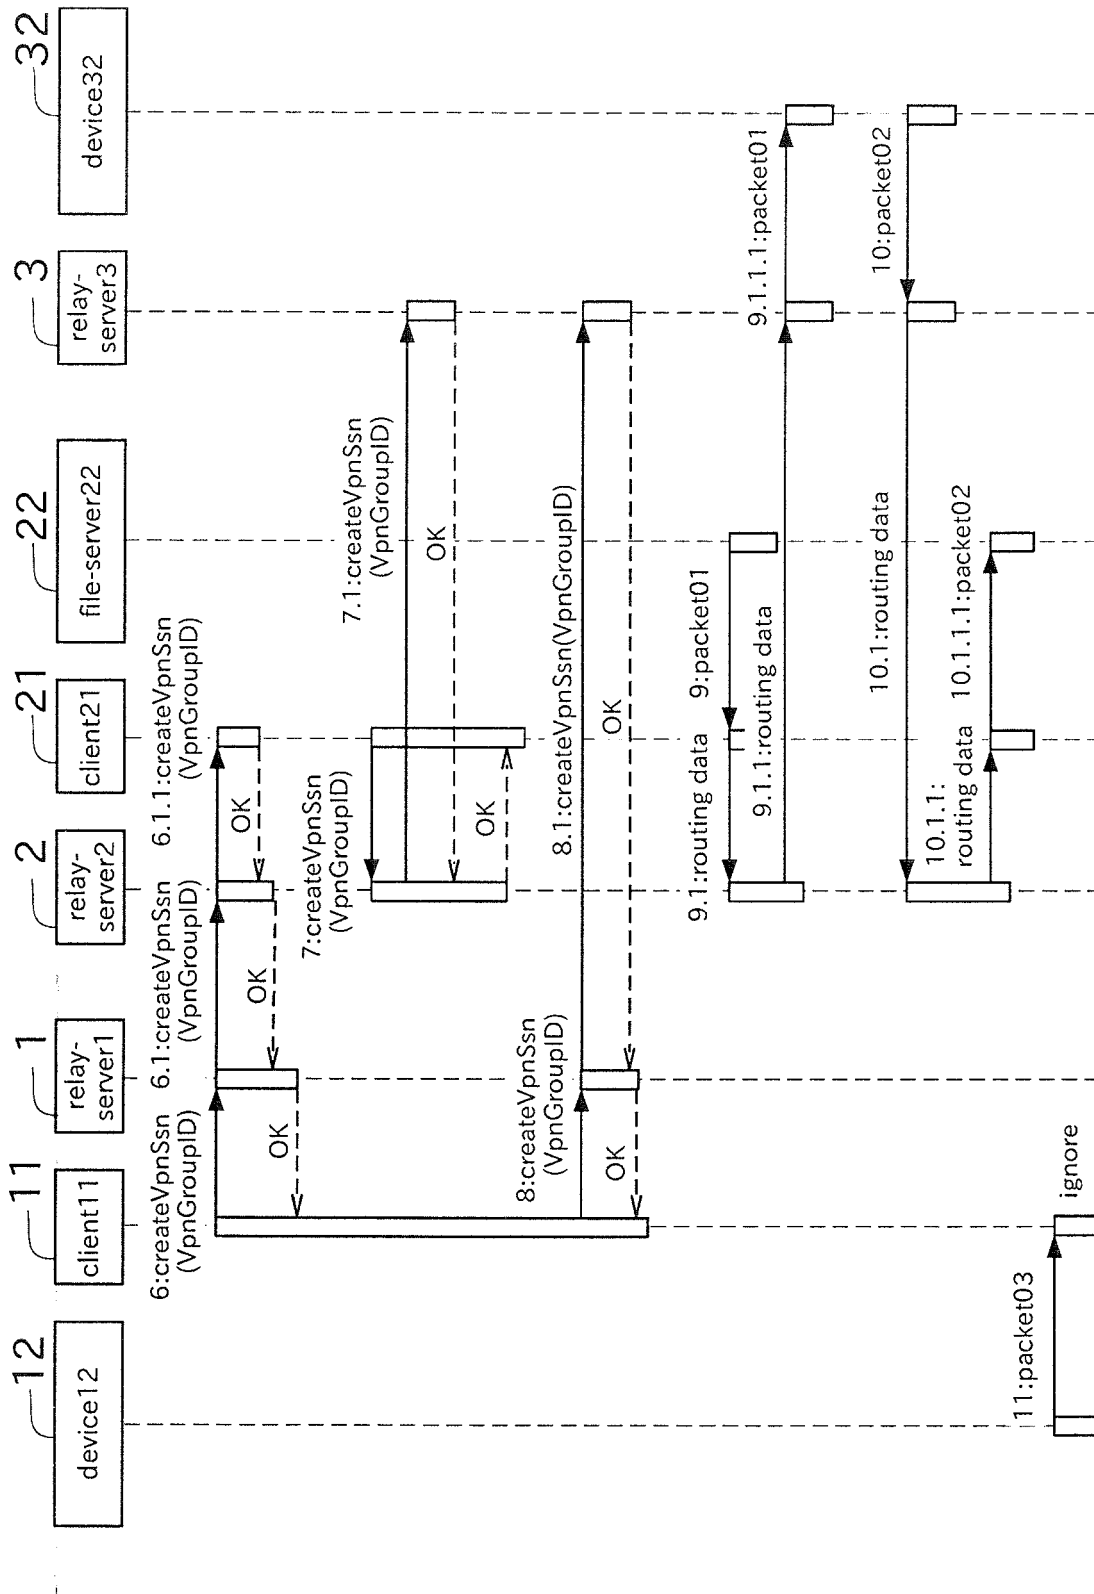 12
device12
11
client11
1
relay-
server1
2
relay-
server2
21
client21
22
file-server22
3
relay-
server3
32
device32
6:createVpnSsn
(VpnGroupID)
6.1:createVpnSsn
(VpnGroupID)
6.1.1:createVpnSsn
(VpnGroupID)
OK
OK
OK
7:createVpnSsn
(VpnGroupID)
7.1:createVpnSsn
(VpnGroupID)
OK
OK
8:createVpnSsn
(VpnGroupID)
8.1:createVpnSsn(VpnGroupID)
OK
OK
9:packet01
9.1:routing data
9.1.1:routing data
9.1.1.1:packet01
10:packet02
10.1:routing data
10.1.1:
routing data
10.1.1.1:packet02
11:packet03
ignore